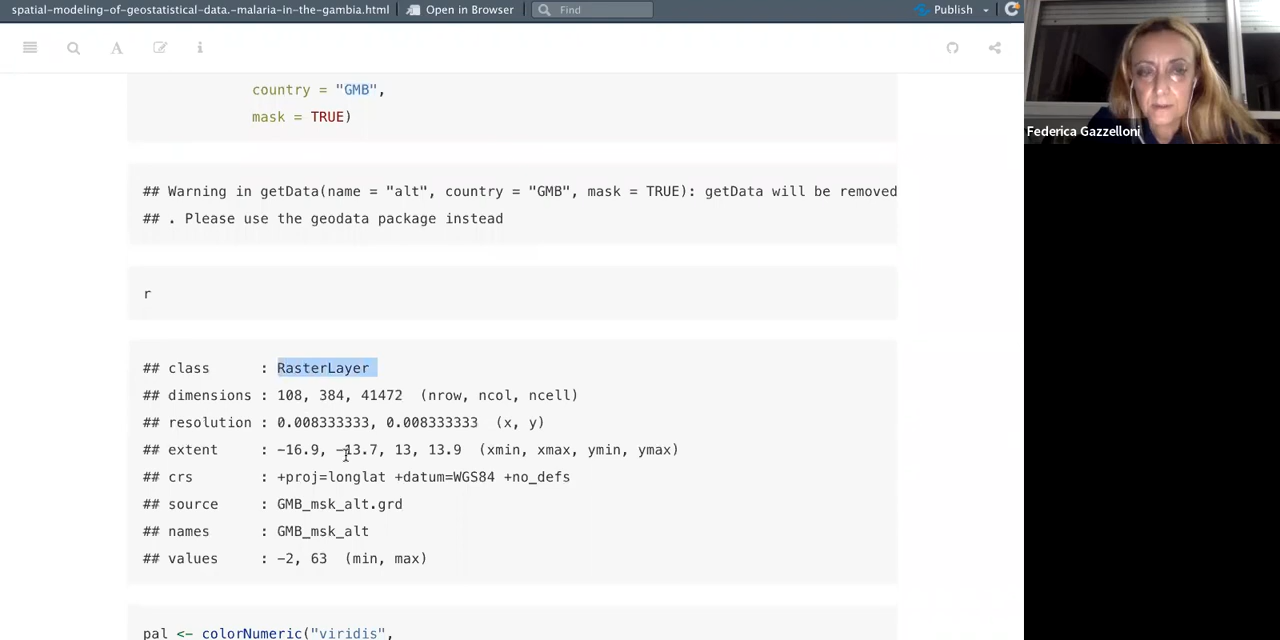 spatial-modeling-of-geostatistical-data.-malaria-in-the-gambia.html
Open in Browser
Find
Publish
A
i
country = "GMB",
mask = TRUE)
## Warning in getData(name = "alt", country = "GMB", mask = TRUE): getData will be removed
## . Please use the geodata package instead
r
## class      : RasterLayer
## dimensions : 108, 384, 41472  (nrow, ncol, ncell)
## resolution : 0.008333333, 0.008333333  (x, y)
## extent     : -16.9, -13.7, 13, 13.9  (xmin, xmax, ymin, ymax)
## crs        : +proj=longlat +datum=WGS84 +no_defs
## source     : GMB_msk_alt.grd
## names      : GMB_msk_alt
## values     : -2, 63  (min, max)
pal <- colorNumeric("viridis",
Federica Gazzelloni